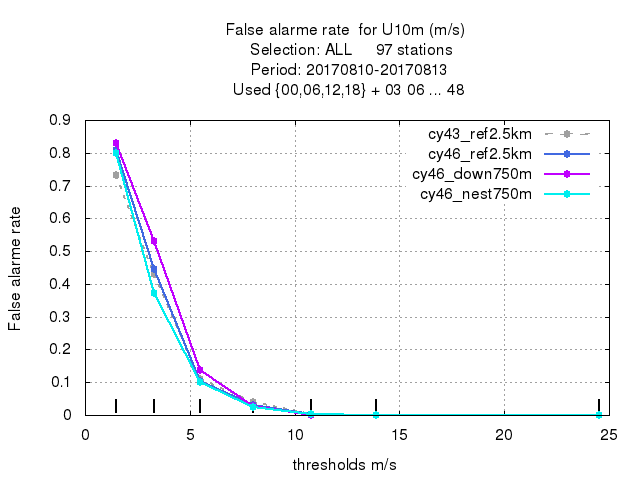 False alarme rate  for U10m (m/s)
Selection: ALL     97 stations
Period: 20170810-20170813
Used {00,06,12,18} + 03 06 ... 48
cy43_ref2.5km
cy46_ref2.5km
cy46_down750m
cy46_nest750m
False alarme rate
0.9
0.8
0.7
0.6
0.5
0.4
0.3
0.2
0.1
0
0 5 10 15 20 25
thresholds m/s